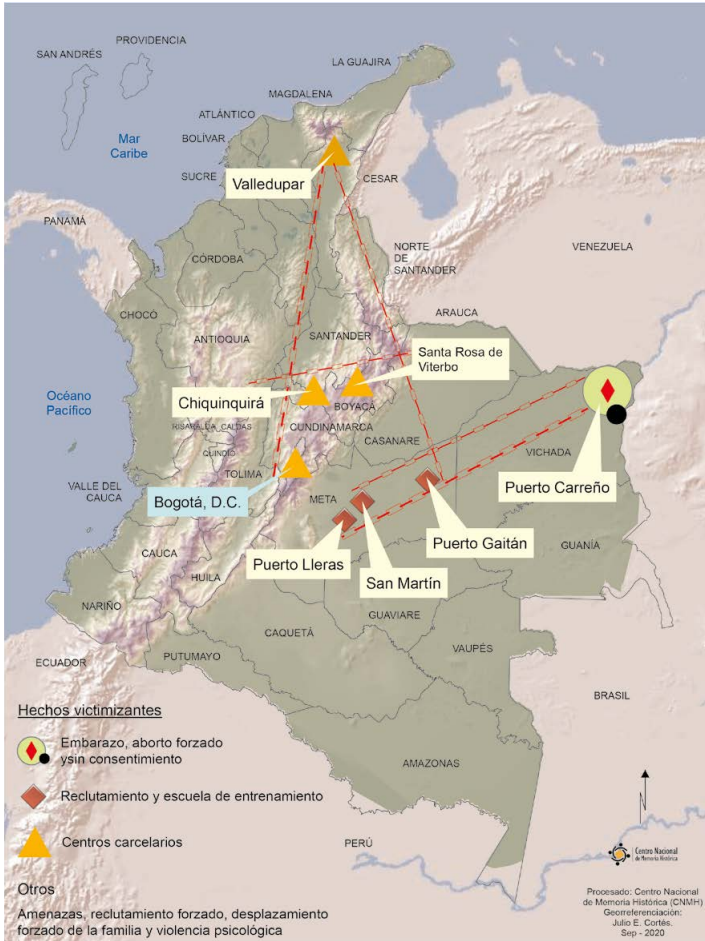 PROVIDENCIA
SAN ANDRÉS
LA GUAJIRA
MAGDALENA
ATLÁNTICO
Mar
Caribe
BOLÍVAR
Valledupar
CESAR
SUCRE
PANAMÁ
NORTE
DE
SANTANDER
VENEZUELA
CÓRDOBA
CHOCÓ
ARAUCA
ANTIOQUIA
SANTANDER
Santa Rosa de
Viterbo
Océano
Pacífico
Chiquinquirá
BOYACÁ
RISARALDA
CALDAS
CUNDINAMARCA
CASANARE
QUINDÍO
VICHADA
TOLIMA
VALLE DEL
CAUCA
Bogotá, D.C.
META
Puerto Carreño
Puerto Gaitán
CAUCA
Puerto Lleras
San Martín
GUANÍA
HUILA
NARIÑO
GUAVIARE
CAQUETÁ
VAUPÉS
PUTUMAYO
ECUADOR
BRASIL
AMAZONAS
PERÚ
Hechos victimizantes
Embarazo, aborto forzado
ysin consentimiento
Reclutamiento y escuela de entrenamiento
Centros carcelarios
Otros
Amenazas, reclutamiento forzado, desplazamiento
forzado de la familia y violencia psicológica
Centro Nacional
de Memoria Histórica
Procesado: Centro Nacional
de Memoria Histórica (CNMH)
Georreferenciación:
Julio E. Cortés.
Sep - 2020